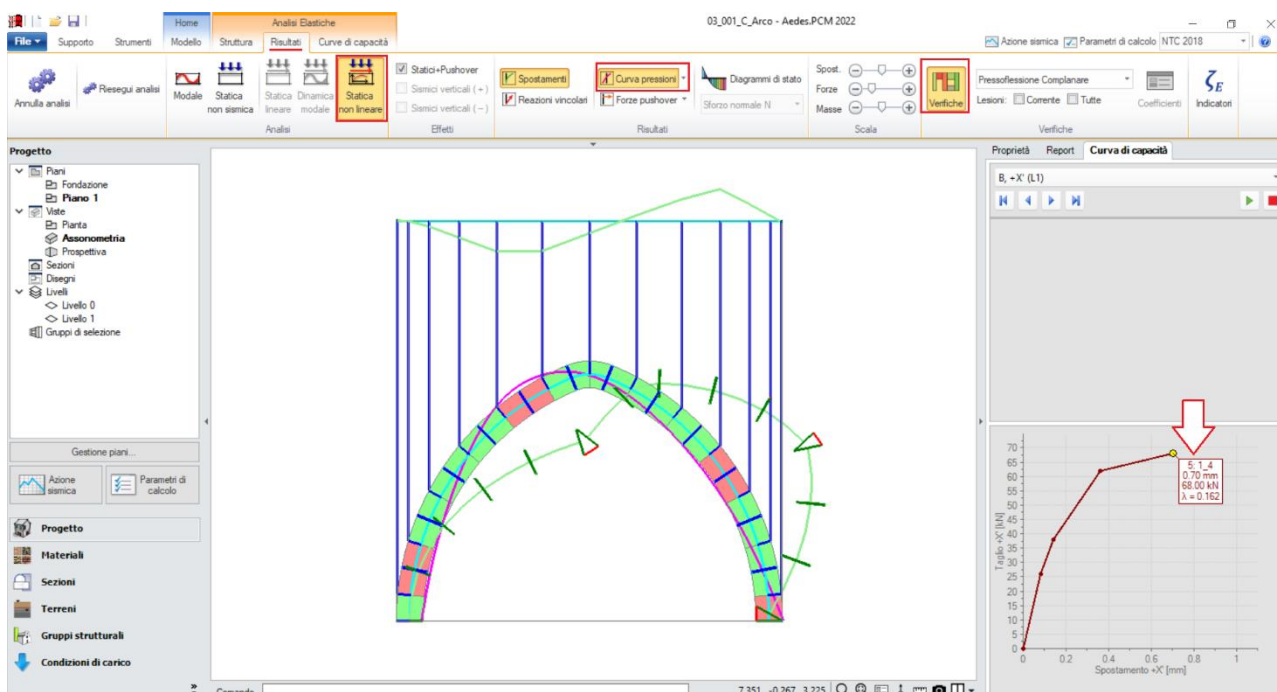 03_001_C_Arco - Aedes.PCM 2022
Home
Analisi Elastiche
File
Supporto
Strumenti
Modello
Struttura
Risultati
Curve di capacità
Azione sismica
Parametri di calcolo
NTC 2018
Annulla analisi
Riesegui analisi
Modale
Statica non sismica
Statica lineare
Dinamica modale
Statica non lineare
Analisi
Statici+Pushover
Sismici verticali (+)
Sismici verticali (-)
Effetti
Spostamenti
Reazioni vincolari
Curva pressioni
Forze pushover
Diagrammi di stato
Sforzo normale N
Risultati
Spost.
Forze
Masse
Scala
Verifiche
Pressoflessione Complanare
Lesioni:
Corrente
Tutte
Coefficienti
Verifiche
ζE
Indicatori
Progetto
Piani
Fondazione
Piano 1
Viste
Pianta
Assonometria
Prospettiva
Sezioni
Disegni
Livelli
Livello 0
Livello 1
Gruppi di selezione
Gestione piani...
Azione sismica
Parametri di calcolo
Progetto
Materiali
Sezioni
Terreni
Gruppi strutturali
Condizioni di carico
Proprietà
Report
Curva di capacità
B, +X' (L1)
5; 1_4
0.70 mm
68.00 kN
λ = 0.162
Taglio +X' [kN]
70
65
60
55
50
45
40
35
30
25
20
15
10
5
0
0
0.2
0.4
0.6
0.8
1
Spostamento +X' [mm]
Comando
7.351, -0.267, 3.225